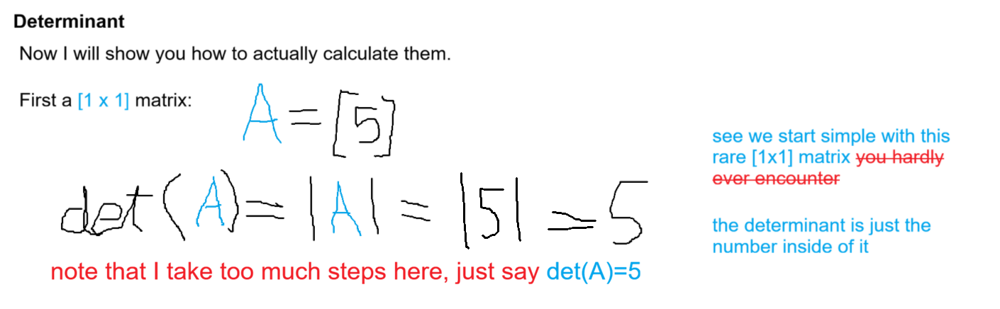 Determinant
Now I will show you how to actually calculate them.
First a [1 x 1] matrix:
A = [5]
see we start simple with this
rare [1x1] matrix you hardly
ever encounter
det(A) = |A| = |5| = 5
the determinant is just the
number inside of it
note that I take too much steps here, just say det(A)=5